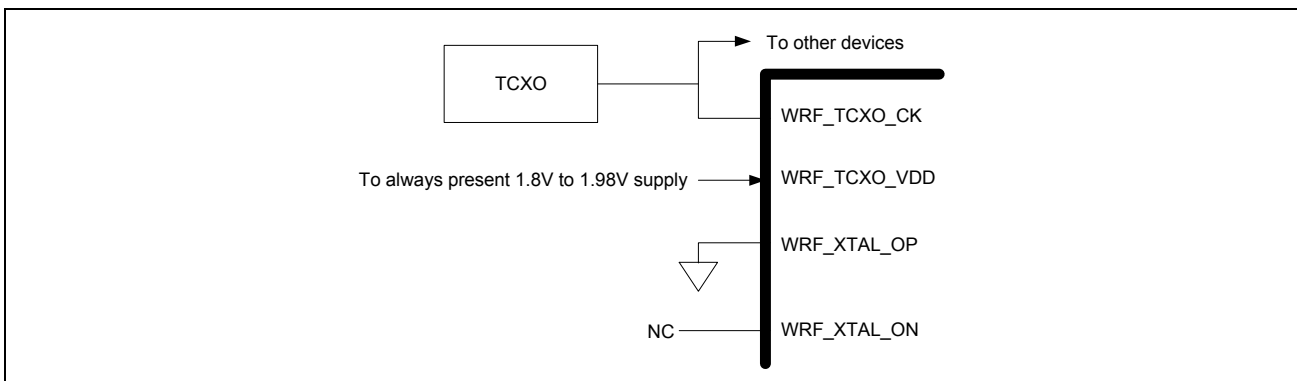 To other devices
TCXO
WRF_TCXO_CK
To always present 1.8V to 1.98V supply
WRF_TCXO_VDD
WRF_XTAL_OP
NC
WRF_XTAL_ON